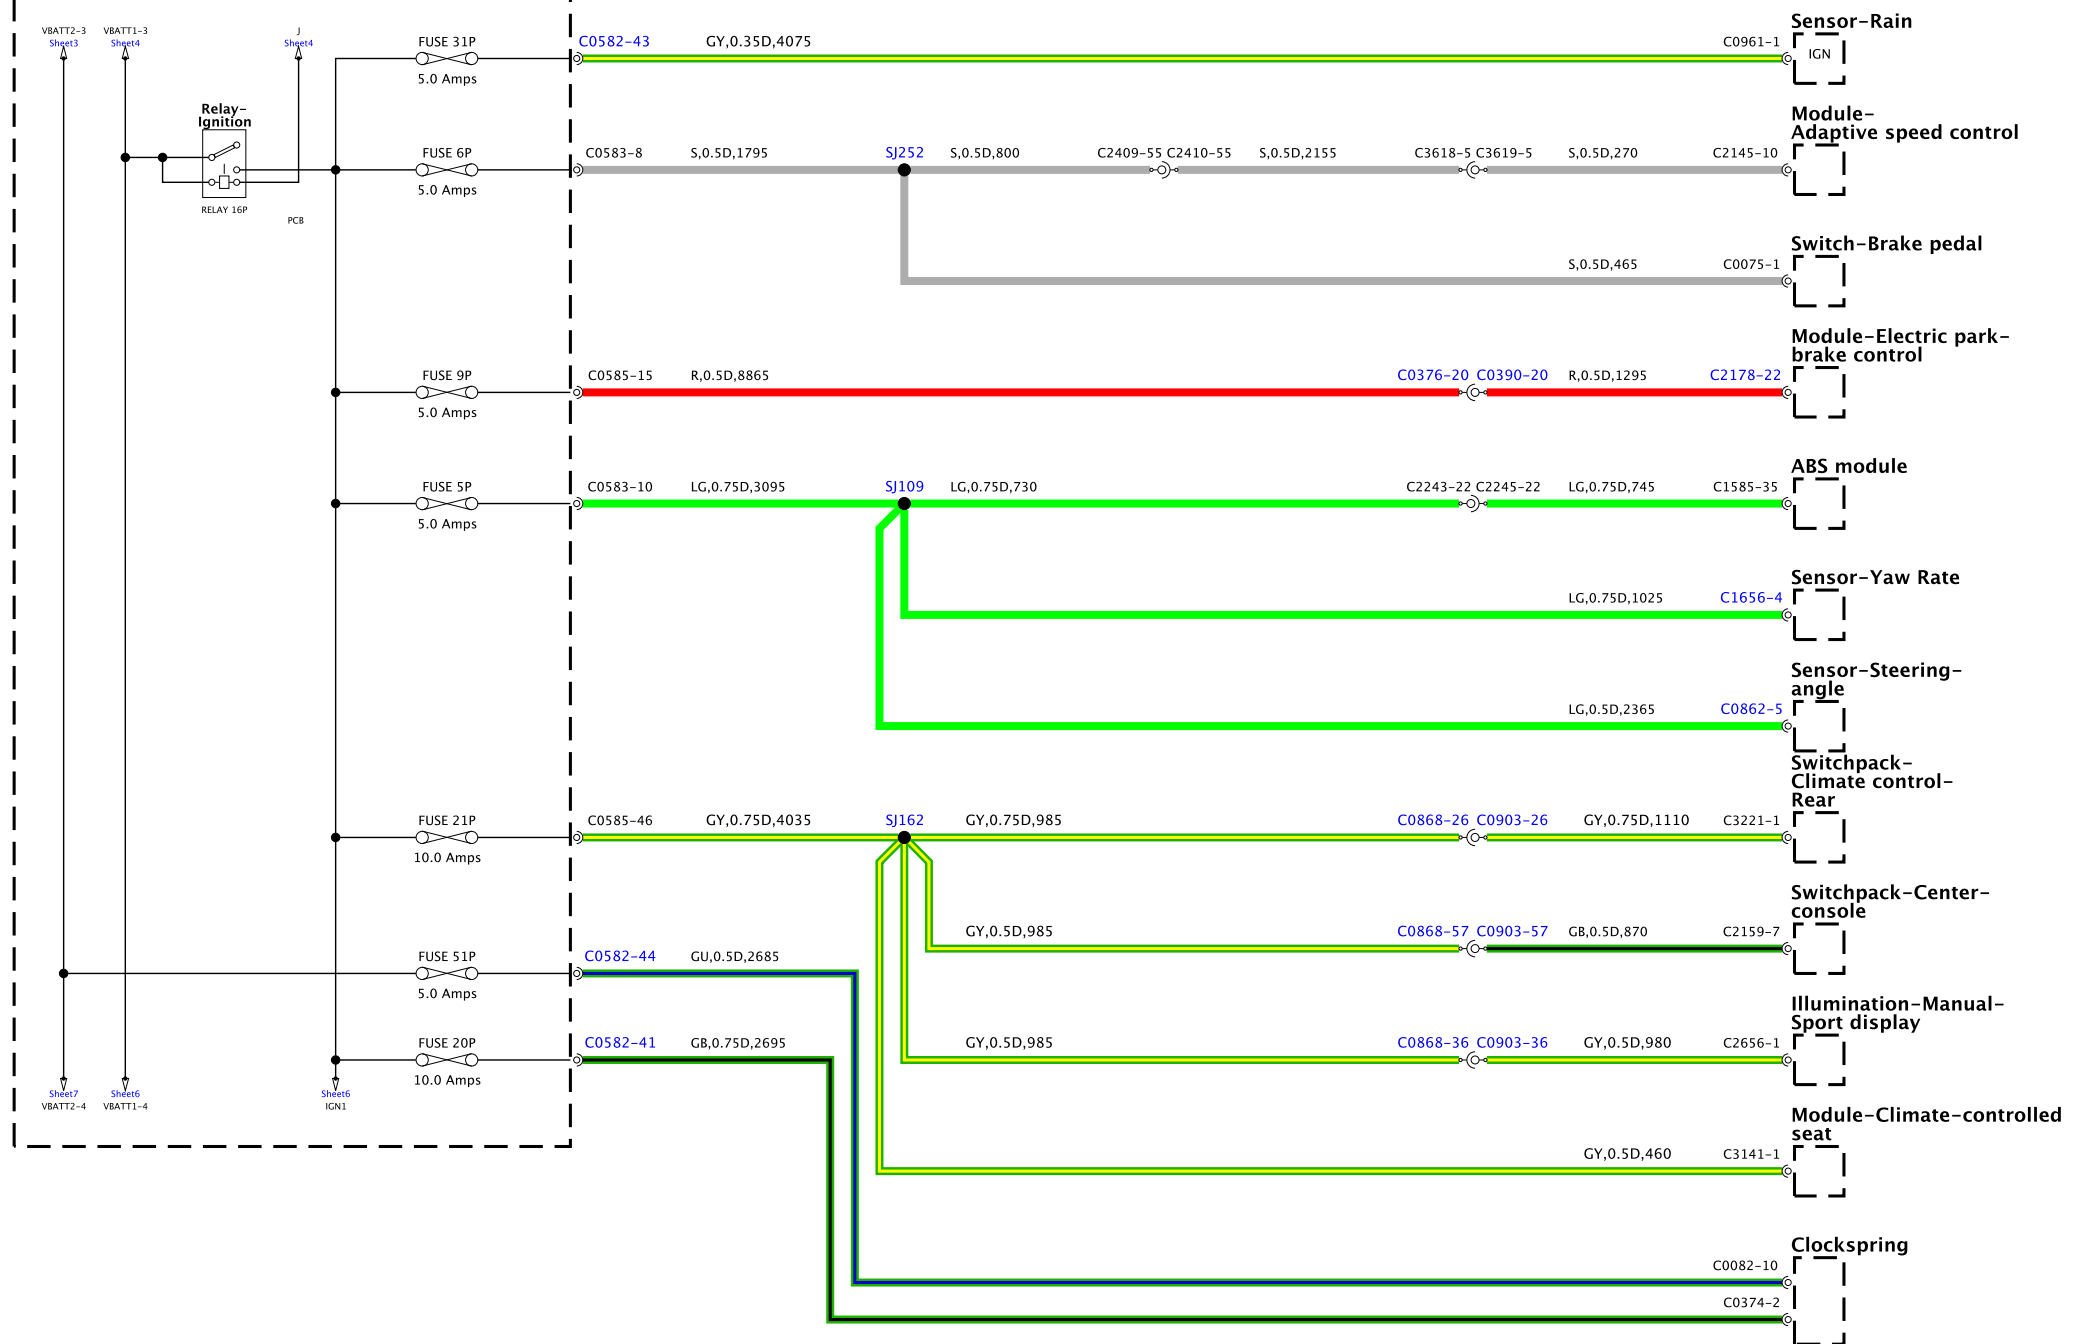 VBATT2-3
Sheet3
VBATT1-3
Sheet4
J
Sheet4
Relay-
Ignition
RELAY 16P
PCB
FUSE 31P
5.0 Amps
C0582-43
GY,0.35D,4075
C0961-1
Sensor-Rain
IGN
FUSE 6P
5.0 Amps
C0583-8
S,0.5D,1795
SJ252
S,0.5D,800
C2409-55
C2410-55
S,0.5D,2155
C3618-5
C3619-5
S,0.5D,270
C2145-10
Module-
Adaptive speed control
S,0.5D,465
C0075-1
Switch-Brake pedal
FUSE 9P
5.0 Amps
C0585-15
R,0.5D,8865
C0376-20
C0390-20
R,0.5D,1295
C2178-22
Module-Electric park-
brake control
FUSE 5P
5.0 Amps
C0583-10
LG,0.75D,3095
SJ109
LG,0.75D,730
C2243-22
C2245-22
LG,0.75D,745
C1585-35
ABS module
LG,0.75D,1025
C1656-4
Sensor-Yaw Rate
LG,0.5D,2365
C0862-5
Sensor-Steering-
angle
FUSE 21P
10.0 Amps
C0585-46
GY,0.75D,4035
SJ162
GY,0.75D,985
C0868-26
C0903-26
GY,0.75D,1110
C3221-1
Switchpack-
Climate control-
Rear
GY,0.5D,985
C0868-57
C0903-57
GB,0.5D,870
C2159-7
Switchpack-Center-
console
FUSE 51P
5.0 Amps
C0582-44
GU,0.5D,2685
FUSE 20P
10.0 Amps
C0582-41
GB,0.75D,2695
GY,0.5D,985
C0868-36
C0903-36
GY,0.5D,980
C2656-1
Illumination-Manual-
Sport display
Sheet7
VBATT2-4
Sheet6
VBATT1-4
Sheet6
IGN1
GY,0.5D,460
C3141-1
Module-Climate-controlled
seat
Clockspring
C0082-10
C0374-2